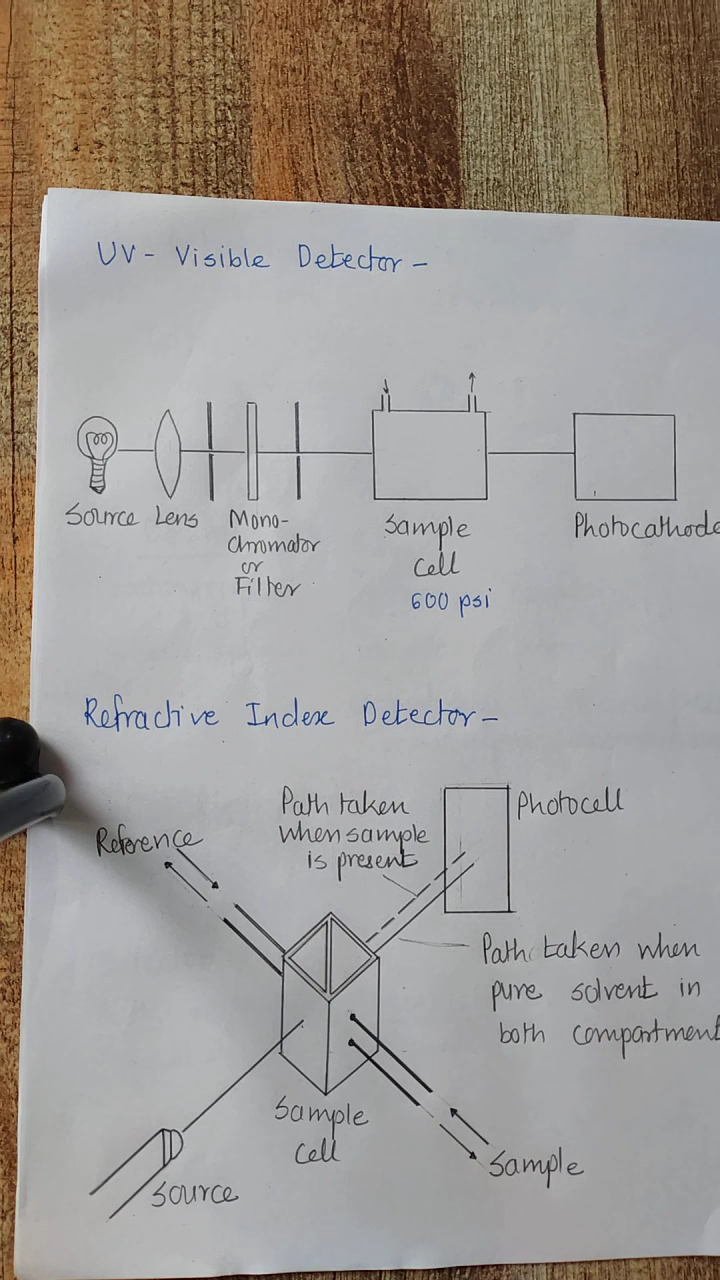 UV- Visible Detector -
Source
Lens
Mono-
chromator
or
Filter
Sample
Cell
600 psi
Photocathode
Refractive Index Detector -
Reference
Path taken
when sample
is present
Photocell
Path taken when
pure solvent in
both compartment
Sample
Cell
Source
Sample